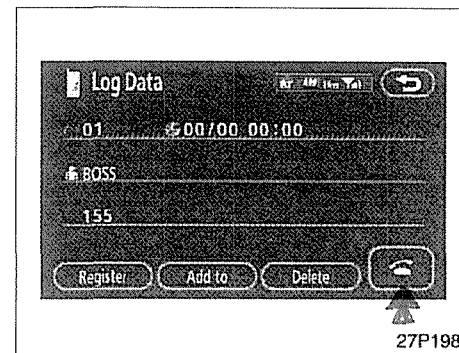 Log Data
01 00/00 00:00
BOSS
155
Register Add to Delete
27P198